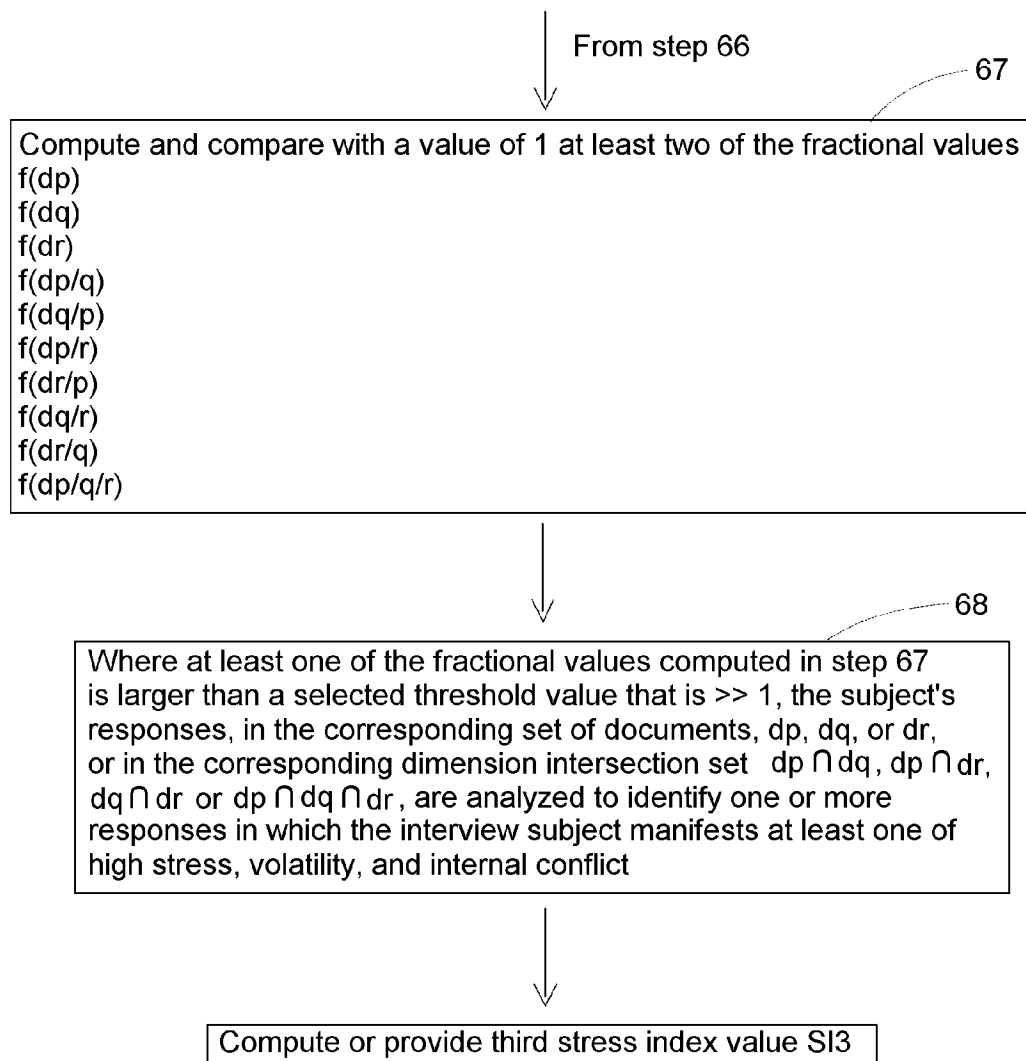 From step 66
67
Compute and compare with a value of 1 at least two of the fractional values
f(dp)
f(dq)
f(dr)
f(dp/q)
f(dq/p)
f(dp/r)
f(dr/p)
f(dq/r)
f(dr/q)
f(dp/q/r)
68
Where at least one of the fractional values computed in step 67
is larger than a selected threshold value that is >> 1, the subject's
responses, in the corresponding set of documents, dp, dq, or dr,
or in the corresponding dimension intersection set dp ∩ dq, dp ∩ dr,
dq ∩ dr or dp ∩ dq ∩ dr, are analyzed to identify one or more
responses in which the interview subject manifests at least one of
high stress, volatility, and internal conflict
Compute or provide third stress index value SI3